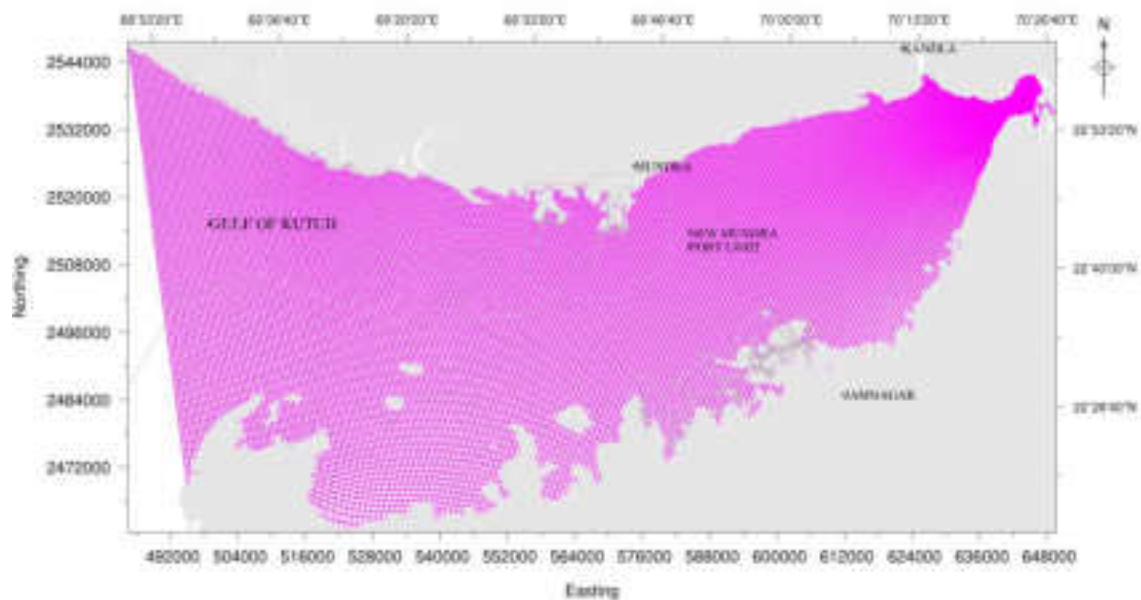 68°53'20"E 69°06'40"E 69°20'00"E 69°33'20"E 69°46'40"E 70°00'00"E 70°13'20"E 70°26'40"E
N
KANDLA
2544000
2532000
22°53'20"N
MUNDRA
2520000
GULF OF KUTCH
NEW MUNDRA
PORT LIMIT
2508000
22°40'00"N
Northing
2496000
2484000
JAMNAGAR
22°26'40"N
2472000
492000 504000 516000 528000 540000 552000 564000 576000 588000 600000 612000 624000 636000 648000
Easting